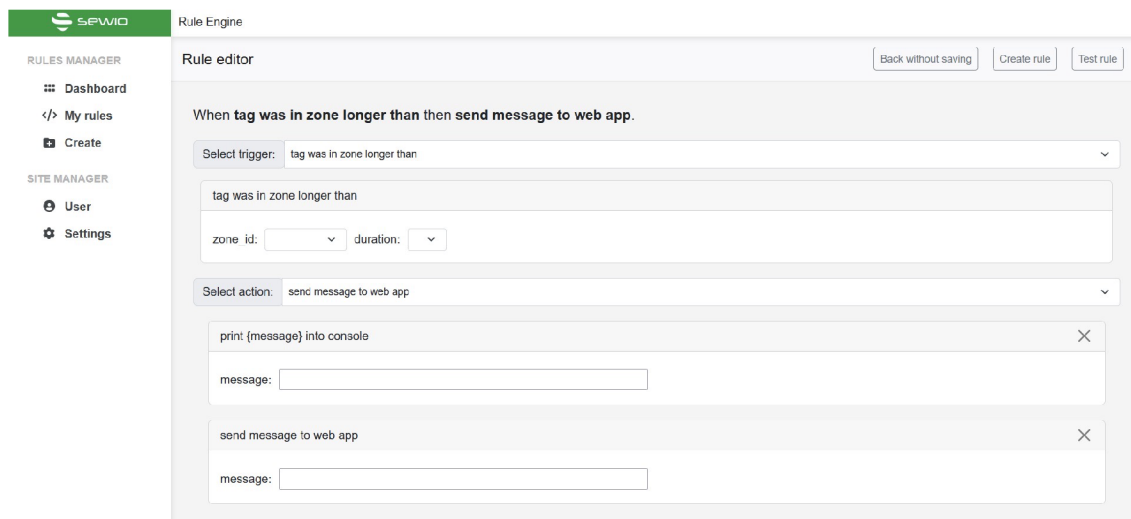 sewio
Rule Engine
RULES MANAGER
Dashboard
</> My rules
Create
SITE MANAGER
User
Settings
Rule editor
Back without saving
Create rule
Test rule
When tag was in zone longer than then send message to web app.
Select trigger: tag was in zone longer than
tag was in zone longer than
zone_id: duration:
Select action: send message to web app
print {message} into console
message:
send message to web app
message: